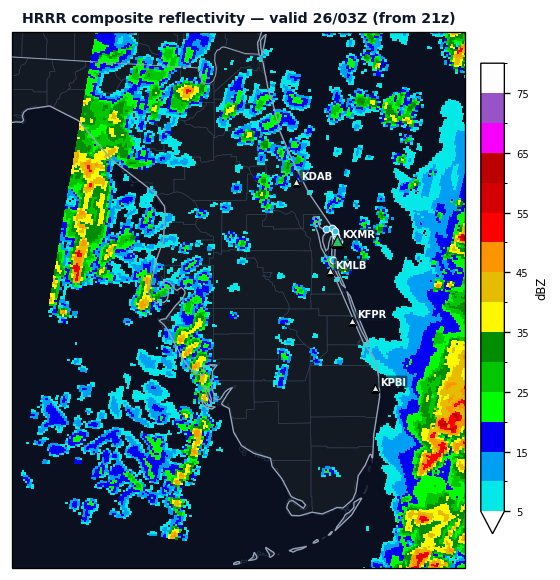 HRRR composite reflectivity — valid 26/03Z (from 21z)
KDAB
KXMR
KMLB
KFPR
KPBI
75
65
55
45
35
25
15
5
dBZ